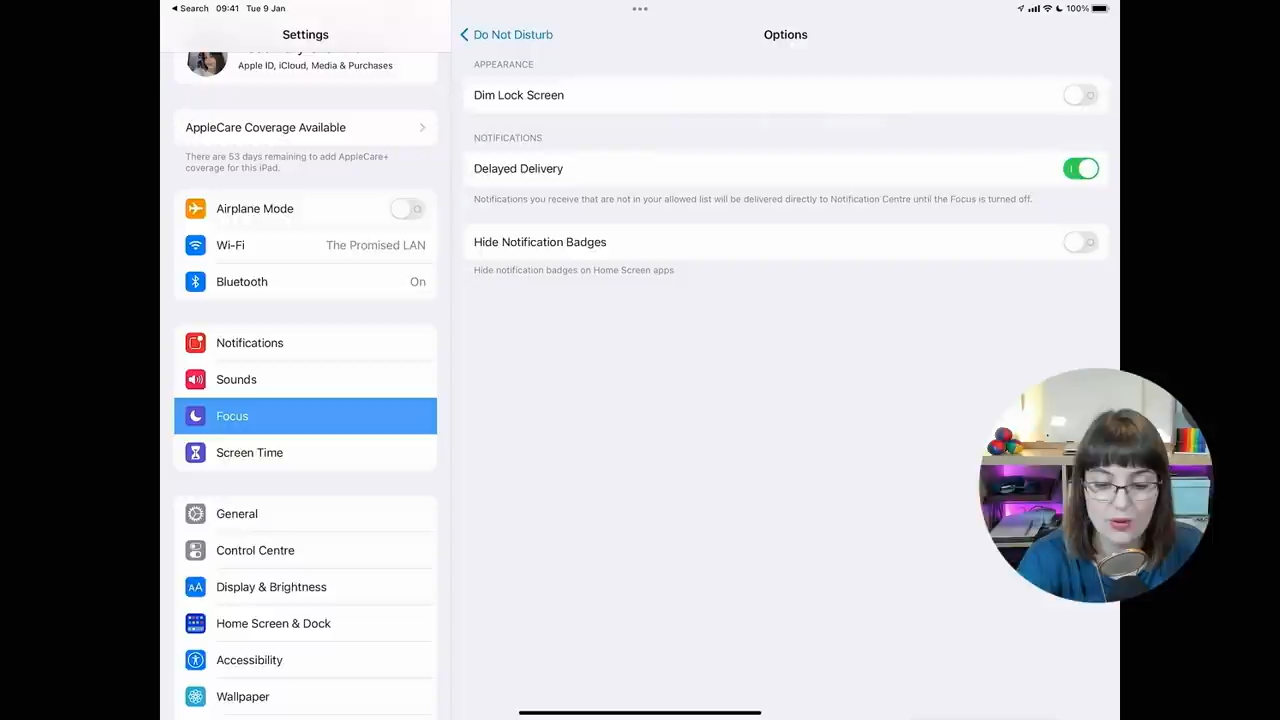 Search 09:41 Tue 9 Jan
100%
Settings
Apple ID, iCloud, Media & Purchases
AppleCare Coverage Available
There are 53 days remaining to add AppleCare+
coverage for this iPad.
Airplane Mode
Wi-Fi The Promised LAN
Bluetooth On
Notifications
Sounds
Focus
Screen Time
General
Control Centre
AA Display & Brightness
Home Screen & Dock
Accessibility
Wallpaper
Do Not Disturb
Options
APPEARANCE
Dim Lock Screen
NOTIFICATIONS
Delayed Delivery
Notifications you receive that are not in your allowed list will be delivered directly to Notification Centre until the Focus is turned off.
Hide Notification Badges
Hide notification badges on Home Screen apps